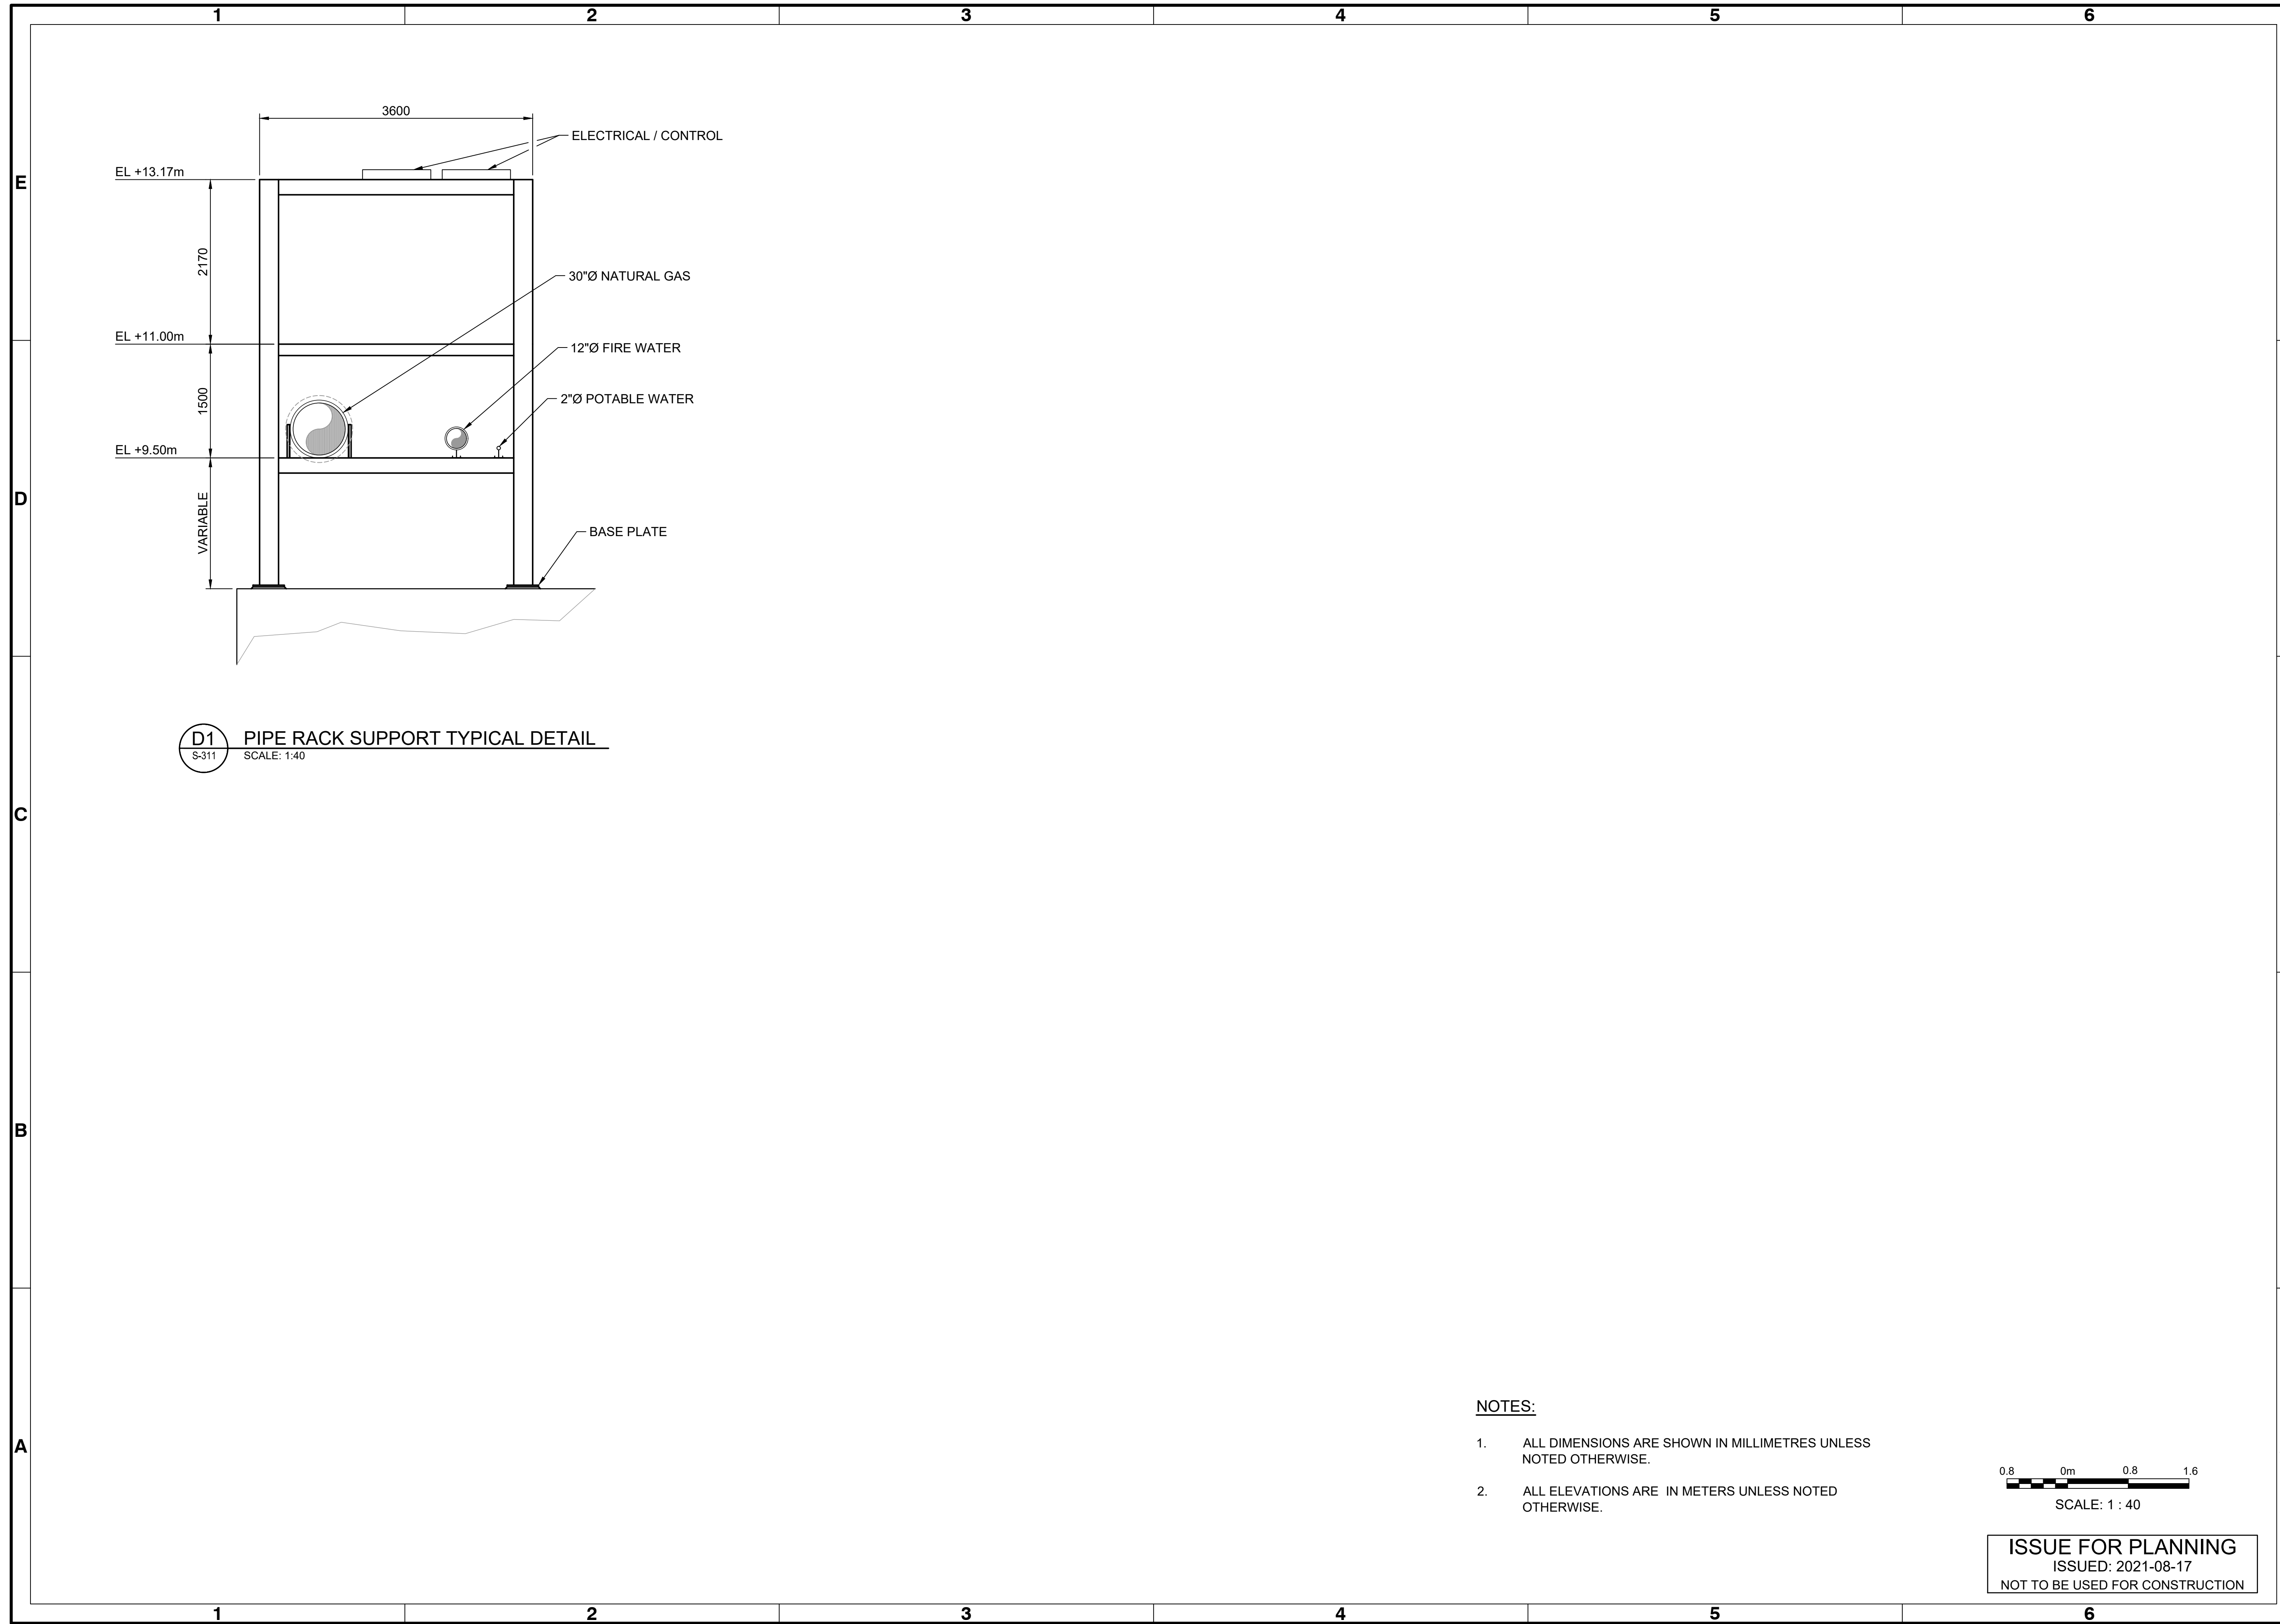 1 2 3 4 5 6
3600
ELECTRICAL / CONTROL
EL +13.17m
E
2170
30"Ø NATURAL GAS
EL +11.00m
12"Ø FIRE WATER
1500
2"Ø POTABLE WATER
EL +9.50m
D
VARIABLE
BASE PLATE
D1
S-311
PIPE RACK SUPPORT TYPICAL DETAIL
SCALE: 1:40
C
B
A
NOTES:
1. ALL DIMENSIONS ARE SHOWN IN MILLIMETRES UNLESS
NOTED OTHERWISE.
2. ALL ELEVATIONS ARE IN METERS UNLESS NOTED
OTHERWISE.
0.8 0m 0.8 1.6
SCALE: 1 : 40
ISSUE FOR PLANNING
ISSUED: 2021-08-17
NOT TO BE USED FOR CONSTRUCTION
1 2 3 4 5 6